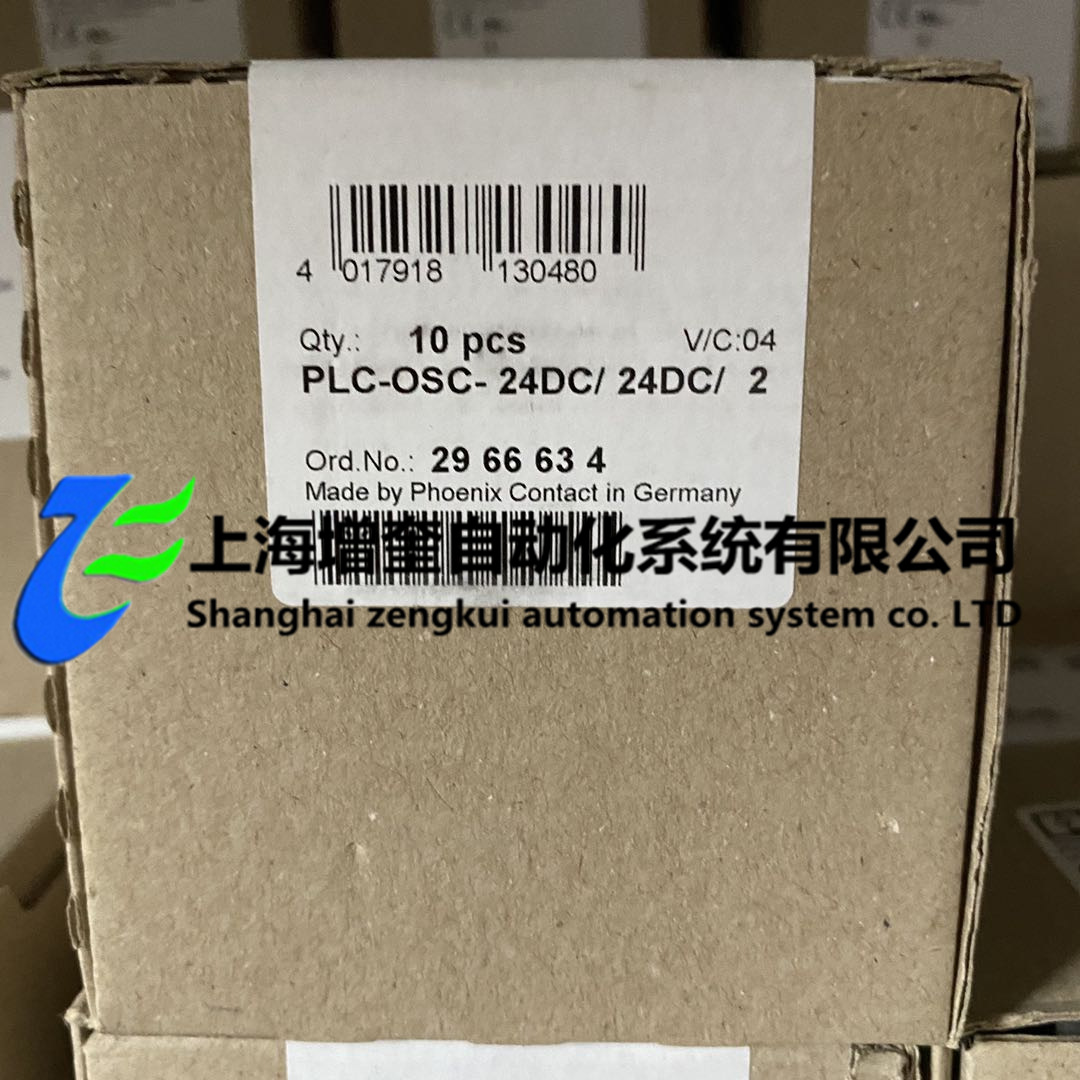 4 017918 130480
Qty.: 10 pcs V/C:04
PLC-OSC- 24DC/ 24DC/ 2
Ord.No.: 29 66 63 4
Made by Phoenix Contact in Germany
上海增奎自动化系统有限公司
Shanghai zengkui automation system co. LTD